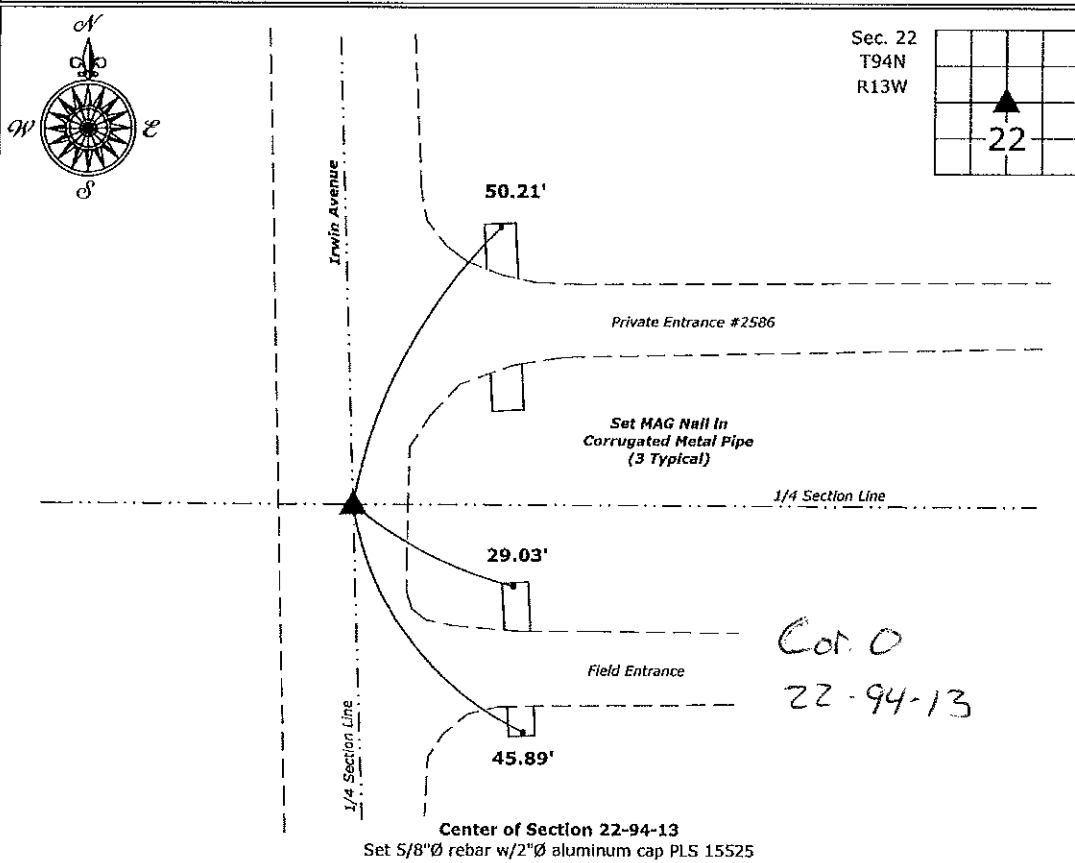 N
W
E
S
Sec. 22
T94N
R13W
22
Irwin Avenue
50.21'
Private Entrance #2586
Set MAG Nail In
Corrugated Metal Pipe
(3 Typical)
1/4 Section Line
29.03'
Field Entrance
Cor. O
22-94-13
1/4 Section Line
45.89'
Center of Section 22-94-13
Set 5/8"Ø rebar w/2"Ø aluminum cap PLS 15525